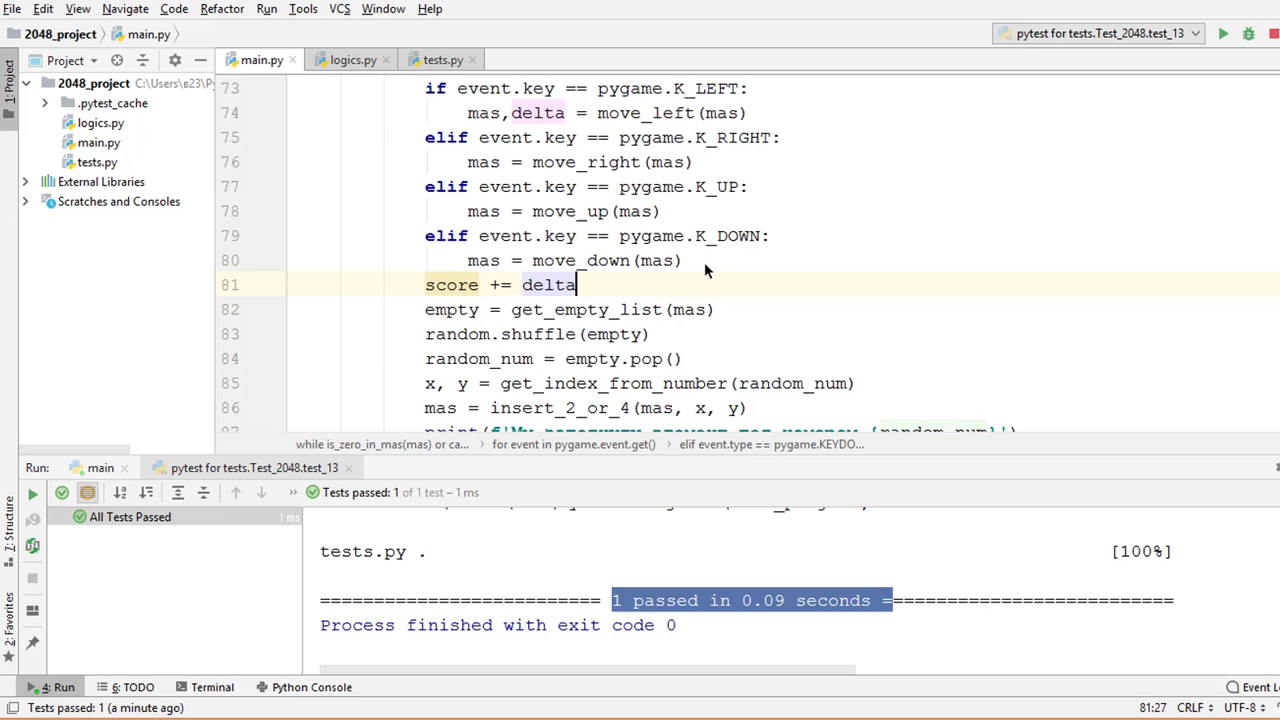 File Edit View Navigate Code Refactor Run Tools VCS Window Help
2048_project main.py pytest for tests.Test_2048.test_13
Project main.py logics.py tests.py
1: Project
2048_project C:\Users\в23\Py
.pytest_cache
logics.py
main.py
tests.py
External Libraries
Scratches and Consoles
73 if event.key == pygame.K_LEFT:
74 mas,delta = move_left(mas)
75 elif event.key == pygame.K_RIGHT:
76 mas = move_right(mas)
77 elif event.key == pygame.K_UP:
78 mas = move_up(mas)
79 elif event.key == pygame.K_DOWN:
80 mas = move_down(mas)
81 score += delta
82 empty = get_empty_list(mas)
83 random.shuffle(empty)
84 random_num = empty.pop()
85 x, y = get_index_from_number(random_num)
86 mas = insert_2_or_4(mas, x, y)
while is_zero_in_mas(mas) or ca... for event in pygame.event.get() elif event.type == pygame.KEYDO...
Run: main pytest for tests.Test_2048.test_13
Tests passed: 1 of 1 test – 1 ms
All Tests Passed 1 ms
tests.py . [100%]
========================= 1 passed in 0.09 seconds ==========================
Process finished with exit code 0
7: Structure
2: Favorites
4: Run 6: TODO Terminal Python Console Event Lo
Tests passed: 1 (a minute ago) 81:27 CRLF UTF-8